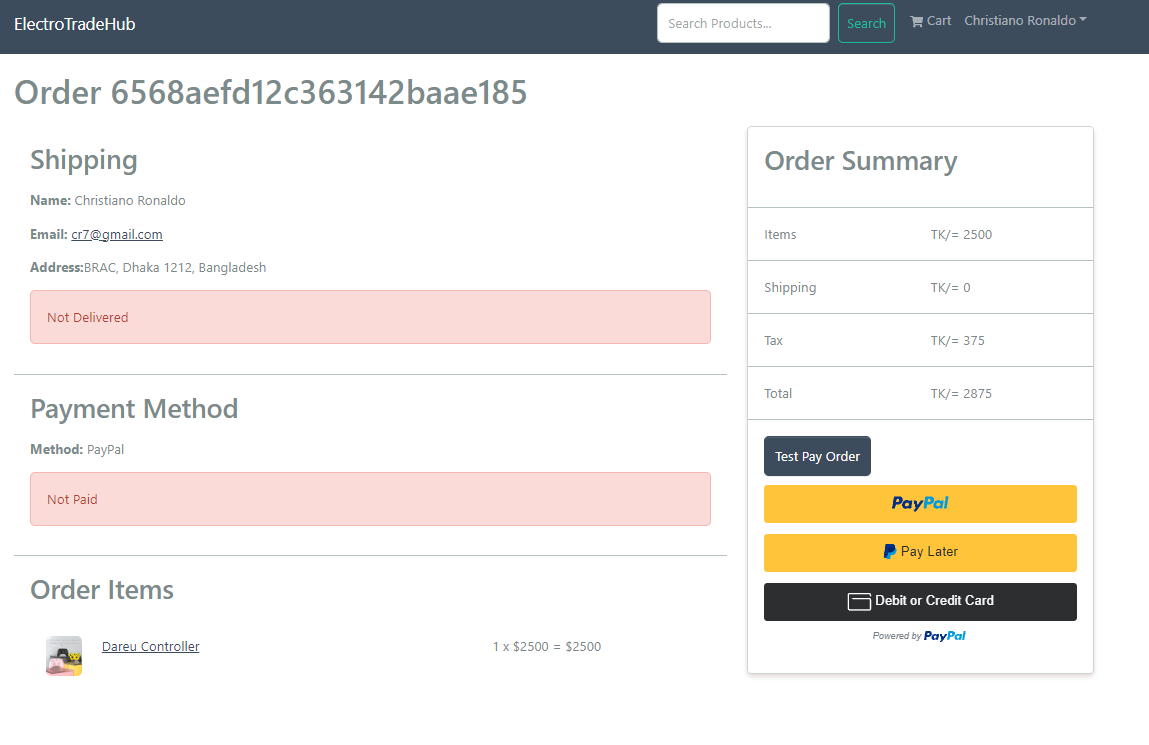 ElectroTradeHub
Search Products...
Search
Cart
Christiano Ronaldo
Order 6568aefd12c363142baae185
Shipping
Name: Christiano Ronaldo
Email: cr7@gmail.com
Address:BRAC, Dhaka 1212, Bangladesh
Not Delivered
Payment Method
Method: PayPal
Not Paid
Order Items
Dareu Controller
1 x $2500 = $2500
Order Summary
Items TK/= 2500
Shipping TK/= 0
Tax TK/= 375
Total TK/= 2875
Test Pay Order
PayPal
Pay Later
Debit or Credit Card
Powered by PayPal